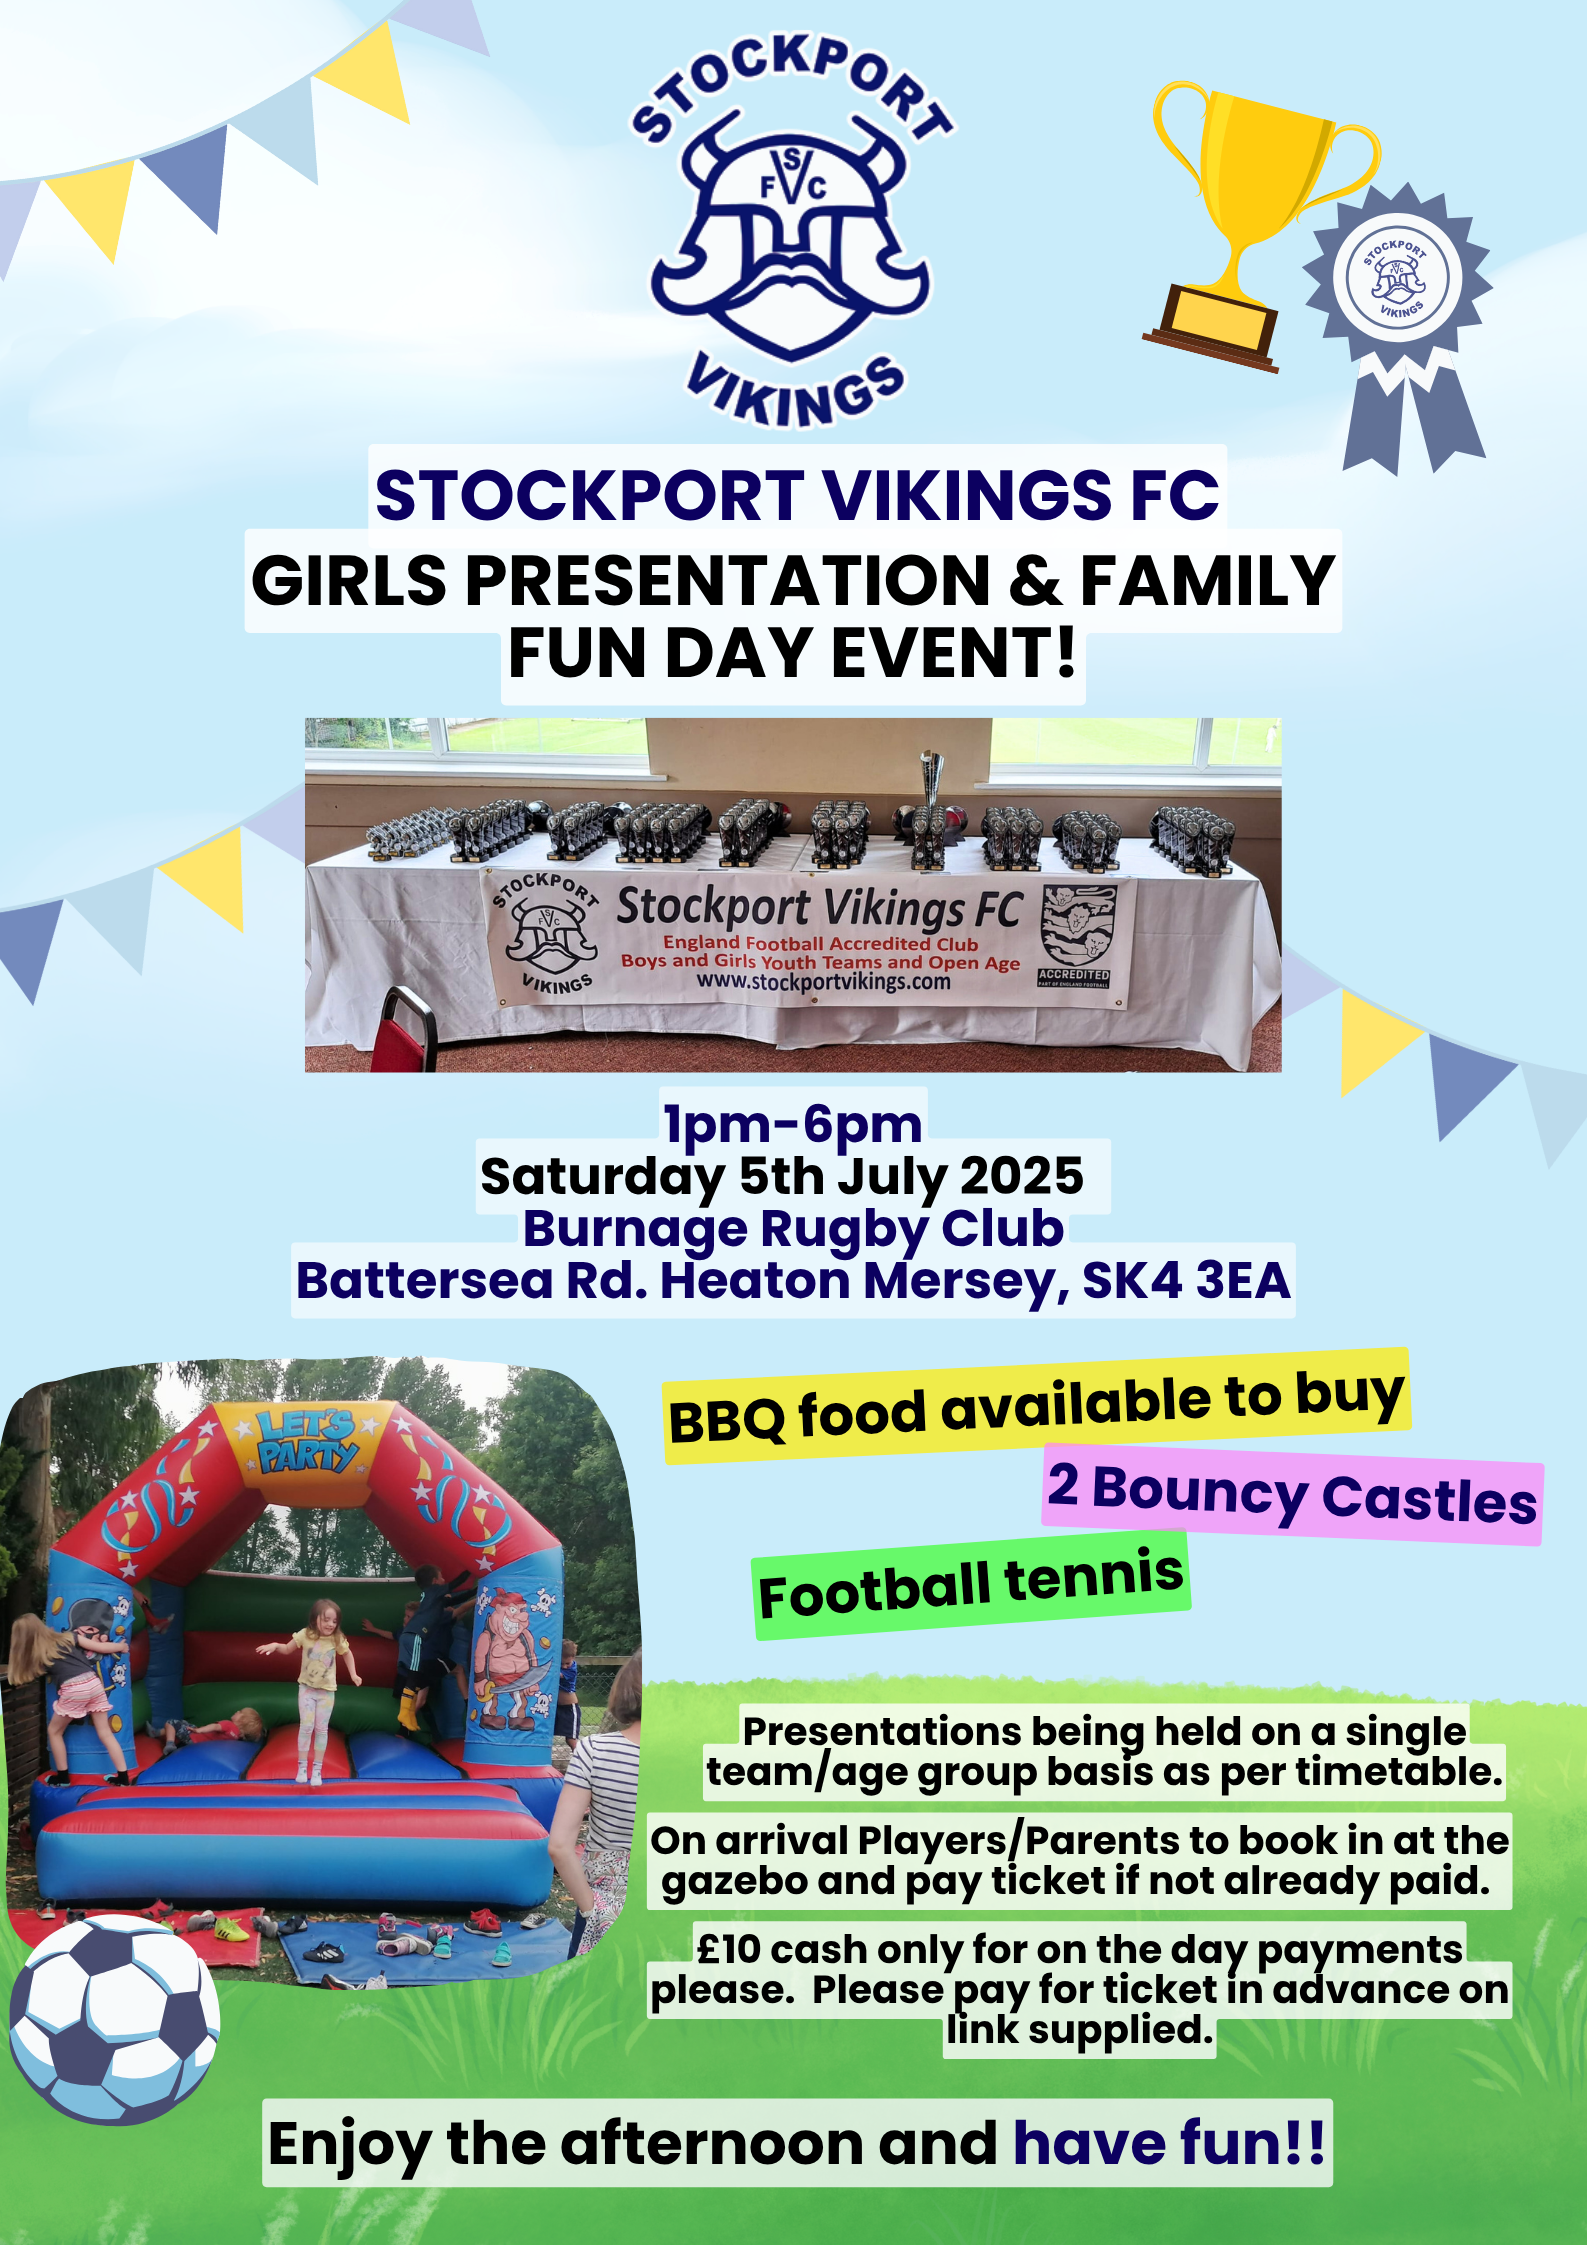 STOCKPORT
S
F V C
VIKINGS
STOCKPORT
S
F V C
VIKINGS
STOCKPORT VIKINGS FC
GIRLS PRESENTATION & FAMILY
FUN DAY EVENT!
STOCKPORT
S
F V C
VIKINGS
Stockport Vikings FC
England Football Accredited Club
Boys and Girls Youth Teams and Open Age
www.stockportvikings.com
ACCREDITED
PART OF ENGLAND FOOTBALL
1pm-6pm
Saturday 5th July 2025
Burnage Rugby Club
Battersea Rd. Heaton Mersey, SK4 3EA
LET'S
PARTY
BBQ food available to buy
2 Bouncy Castles
Football tennis
Presentations being held on a single
team/age group basis as per timetable.
On arrival Players/Parents to book in at the
gazebo and pay ticket if not already paid.
£10 cash only for on the day payments
please.  Please pay for ticket in advance on
link supplied.
Enjoy the afternoon and have fun!!